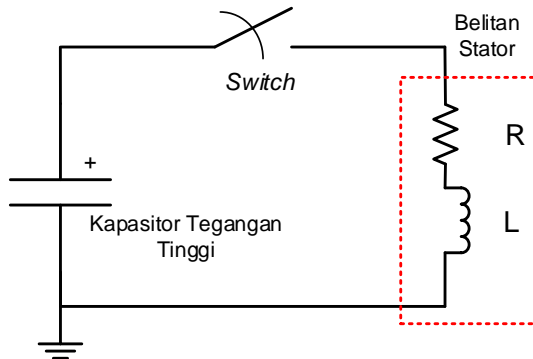 Belitan
Stator
Switch
R
+
Kapasitor Tegangan
Tinggi
L